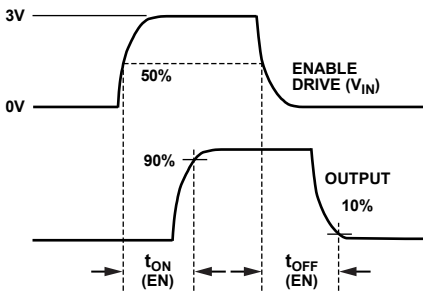 3V
0V
50%
ENABLE
DRIVE (VIN)
90%
OUTPUT
10%
tON
(EN)
tOFF
(EN)